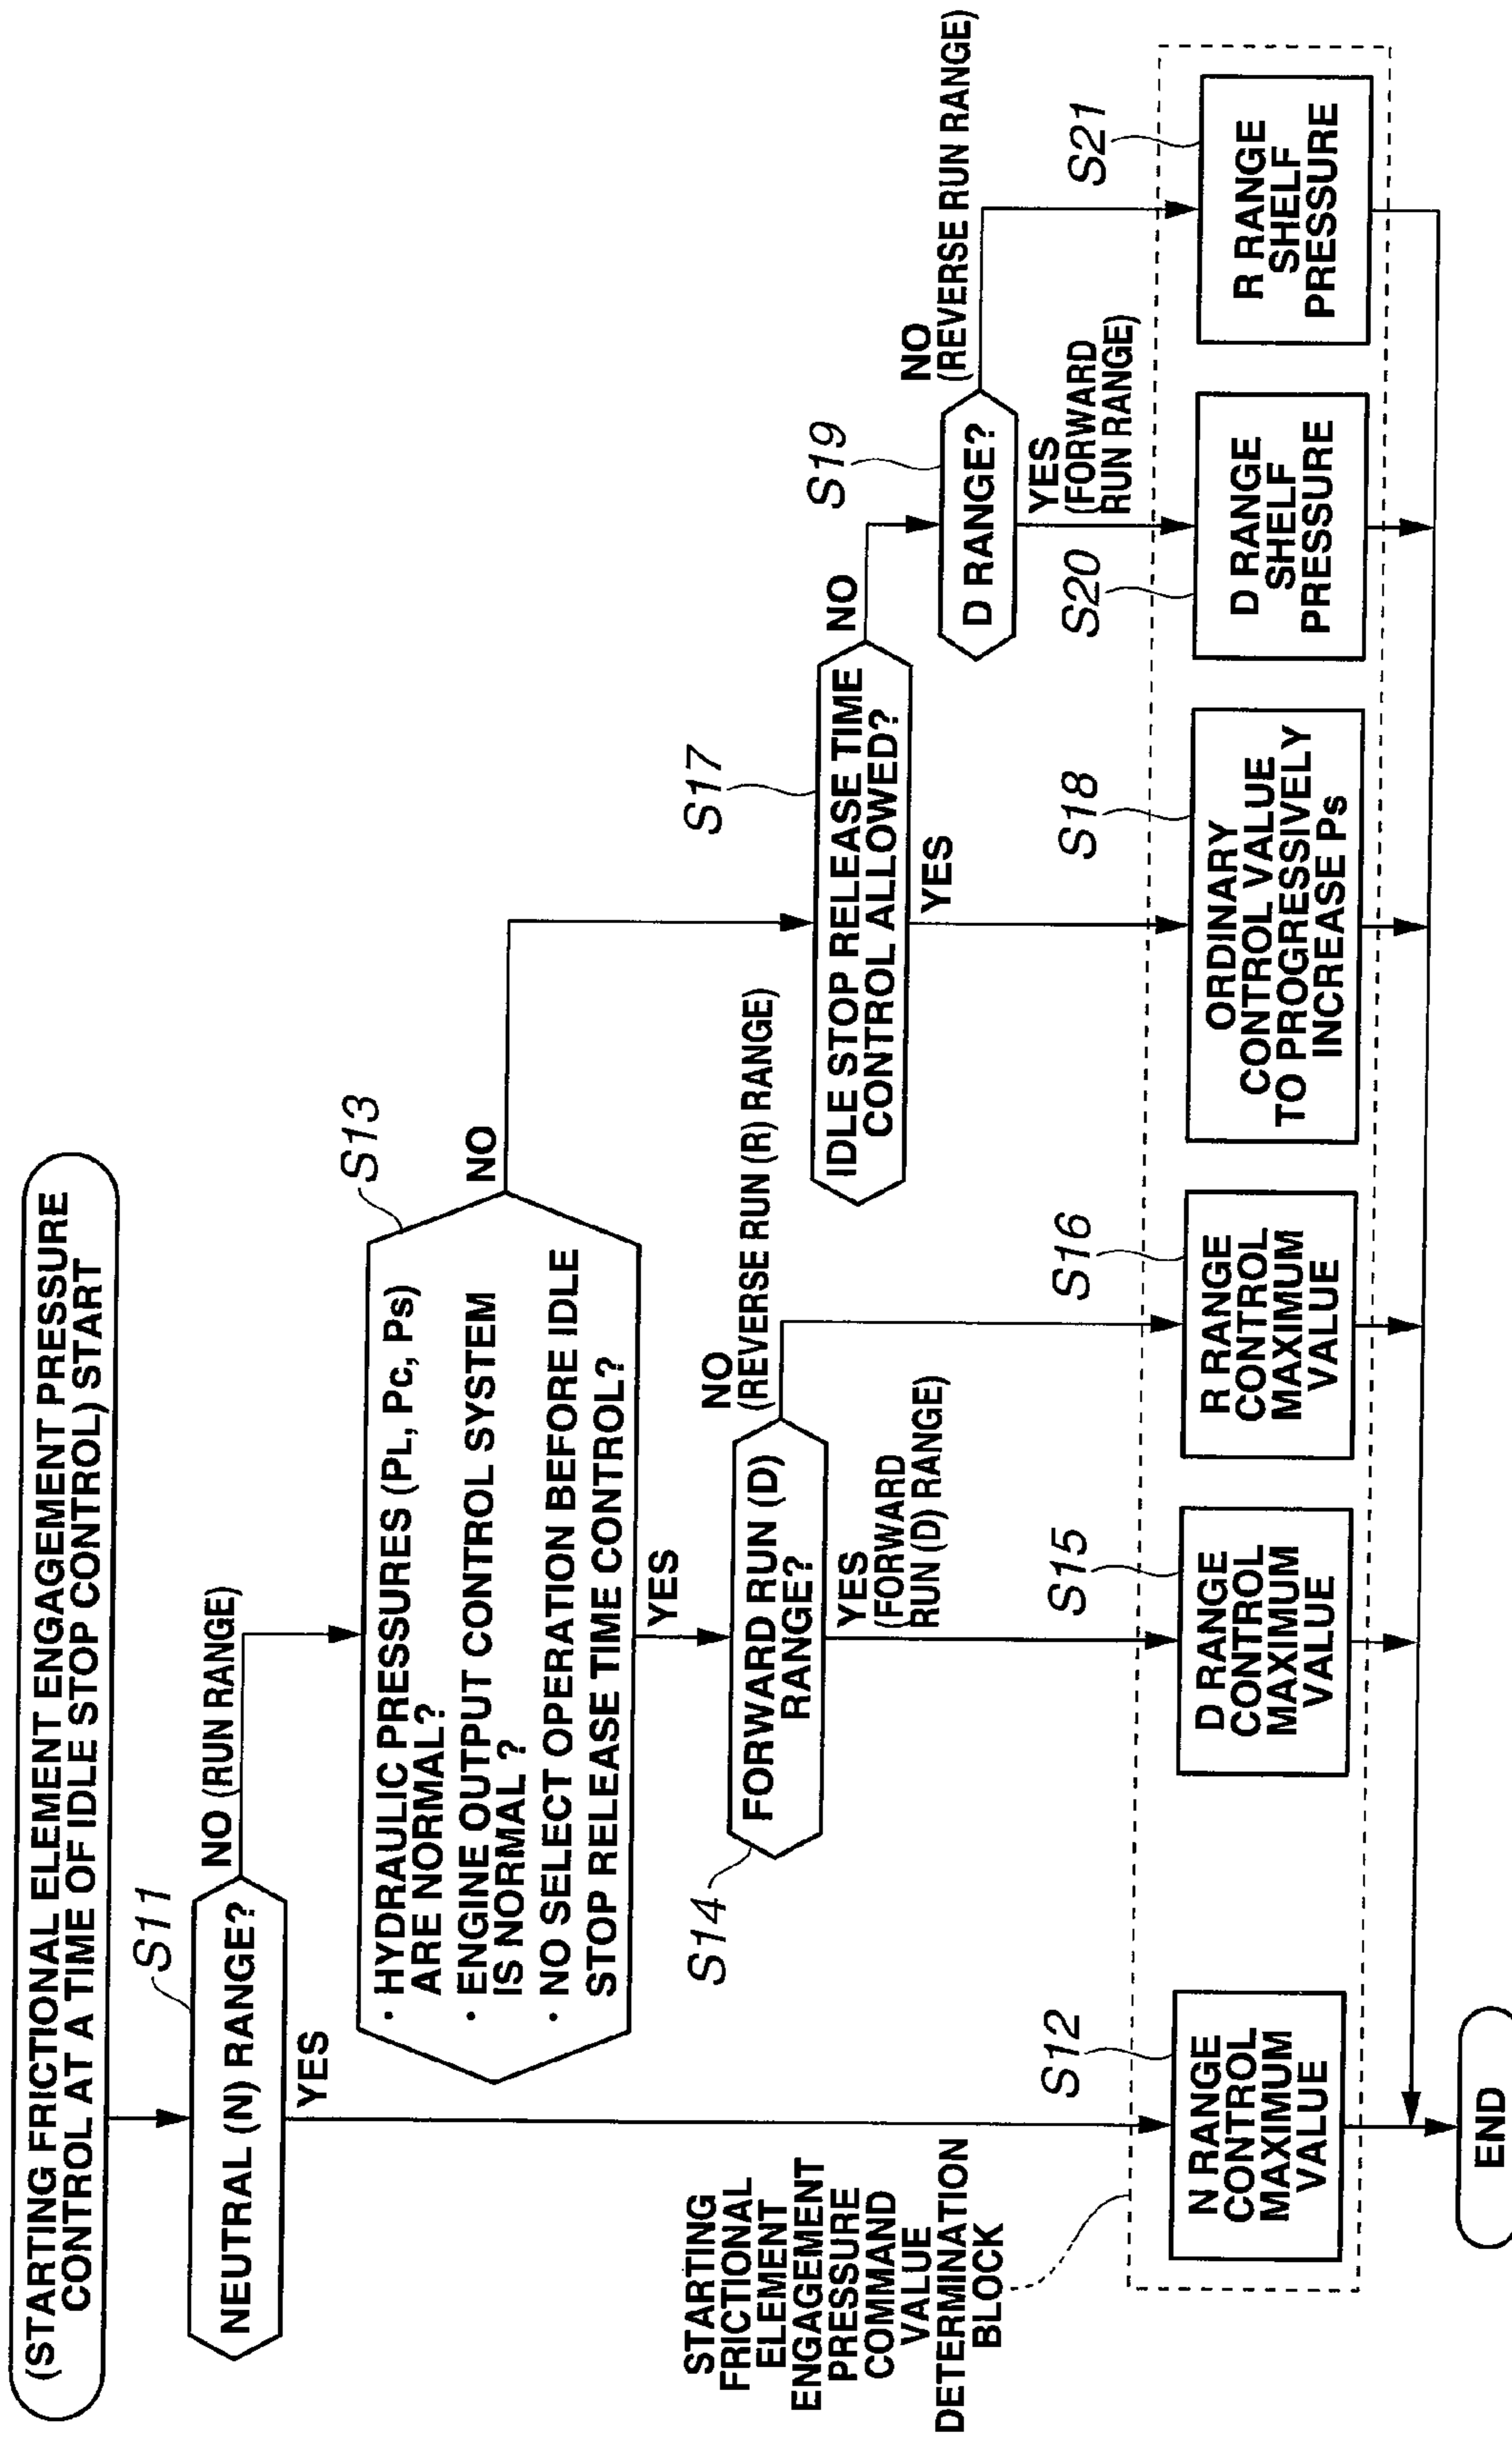 (STARTING FRICTIONAL ELEMENT ENGAGEMENT PRESSURE
CONTROL AT A TIME OF IDLE STOP CONTROL) START
S11
NEUTRAL (N) RANGE?
NO (RUN RANGE)
YES
S13
· HYDRAULIC PRESSURES (PL, Pc, Ps)
ARE NORMAL?
· ENGINE OUTPUT CONTROL SYSTEM
IS NORMAL ?
· NO SELECT OPERATION BEFORE IDLE
STOP RELEASE TIME CONTROL?
NO
YES
S14
FORWARD RUN (D)
RANGE?
NO
(REVERSE RUN (R) RANGE)
YES
(FORWARD
RUN (D) RANGE)
S17
IDLE STOP RELEASE TIME
CONTROL ALLOWED?
NO
YES
S19
D RANGE?
NO
(REVERSE RUN RANGE)
YES
(FORWARD
RUN RANGE)
STARTING
FRICTIONAL
ELEMENT
ENGAGEMENT
PRESSURE
COMMAND
VALUE
DETERMINATION
BLOCK
S12
N RANGE
CONTROL
MAXIMUM
VALUE
S15
D RANGE
CONTROL
MAXIMUM
VALUE
S16
R RANGE
CONTROL
MAXIMUM
VALUE
S18
ORDINARY
CONTROL VALUE
TO PROGRESSIVELY
INCREASE Ps
S20
D RANGE
SHELF
PRESSURE
S21
R RANGE
SHELF
PRESSURE
END